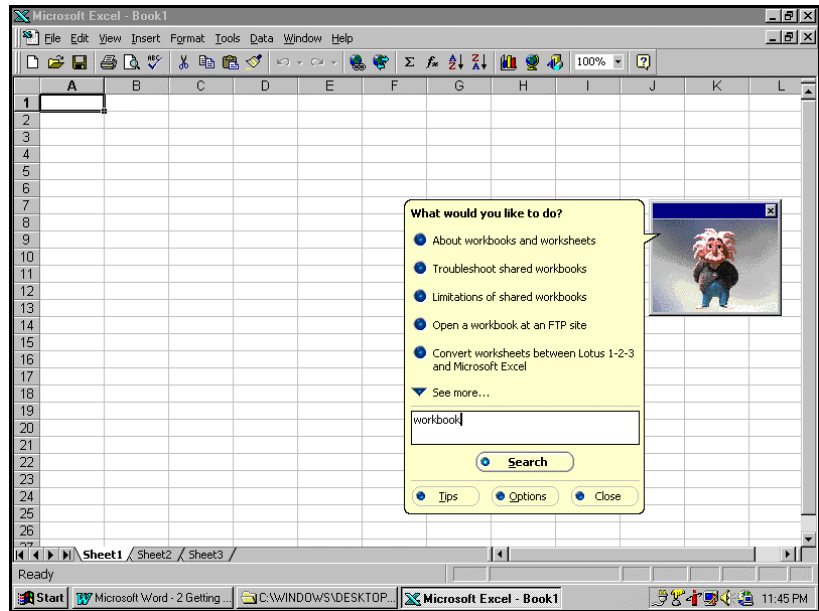 Microsoft Excel - Book1
File Edit View Insert Format Tools Data Window Help
ABC Σ fx A Z Z A 100% ?
A B C D E F G H I J K L
1
2
3
4
5
6
7
What would you like to do?
8
9 About workbooks and worksheets
10
11 Troubleshoot shared workbooks
12 Limitations of shared workbooks
13
14 Open a workbook at an FTP site
15
16 Convert worksheets between Lotus 1-2-3
and Microsoft Excel
17
18 See more...
19
20 workbook
21
22 Search
23
24 Tips Options Close
25
26
27
Sheet1 Sheet2 Sheet3
Ready
Start Microsoft Word - 2 Getting ... C:\WINDOWS\DESKTOP... Microsoft Excel - Book1 11:45 PM